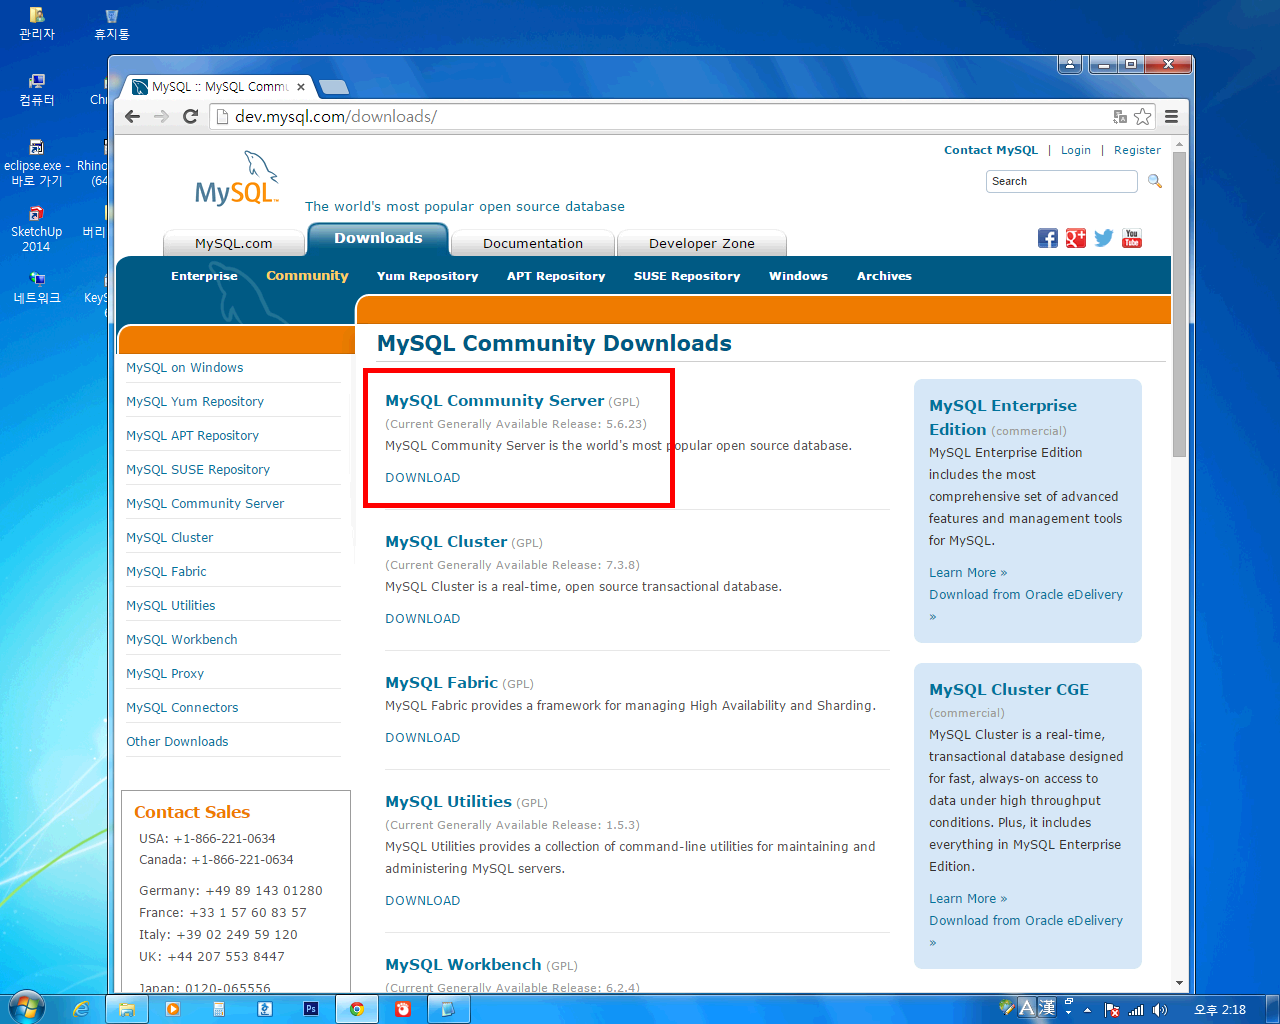 관리자
휴지통
컴퓨터
eclipse.exe -
바로 가기
SketchUp
2014
네트워크
MySQL :: MySQL Commu
dev.mysql.com/downloads/
Contact MySQL | Login | Register
Search
MySQL™
The world's most popular open source database
MySQL.com
Downloads
Documentation
Developer Zone
You
Tube
Enterprise
Community
Yum Repository
APT Repository
SUSE Repository
Windows
Archives
MySQL on Windows
MySQL Yum Repository
MySQL APT Repository
MySQL SUSE Repository
MySQL Community Server
MySQL Cluster
MySQL Fabric
MySQL Utilities
MySQL Workbench
MySQL Proxy
MySQL Connectors
Other Downloads
Contact Sales
USA: +1-866-221-0634
Canada: +1-866-221-0634
Germany: +49 89 143 01280
France: +33 1 57 60 83 57
Italy: +39 02 249 59 120
UK: +44 207 553 8447
Japan: 0120-065556
MySQL Community Downloads
MySQL Community Server (GPL)
(Current Generally Available Release: 5.6.23)
MySQL Community Server is the world's most popular open source database.
DOWNLOAD
MySQL Cluster (GPL)
(Current Generally Available Release: 7.3.8)
MySQL Cluster is a real-time, open source transactional database.
DOWNLOAD
MySQL Fabric (GPL)
MySQL Fabric provides a framework for managing High Availability and Sharding.
DOWNLOAD
MySQL Utilities (GPL)
(Current Generally Available Release: 1.5.3)
MySQL Utilities provides a collection of command-line utilities for maintaining and
administering MySQL servers.
DOWNLOAD
MySQL Workbench (GPL)
(Current Generally Available Release: 6.2.4)
MySQL Enterprise
Edition (commercial)
MySQL Enterprise Edition
includes the most
comprehensive set of advanced
features and management tools
for MySQL.
Learn More »
Download from Oracle eDelivery
»
MySQL Cluster CGE
(commercial)
MySQL Cluster is a real-time,
transactional database designed
for fast, always-on access to
data under high throughput
conditions. Plus, it includes
everything in MySQL Enterprise
Edition.
Learn More »
Download from Oracle eDelivery
»
Ps
A 漢
오후 2:18